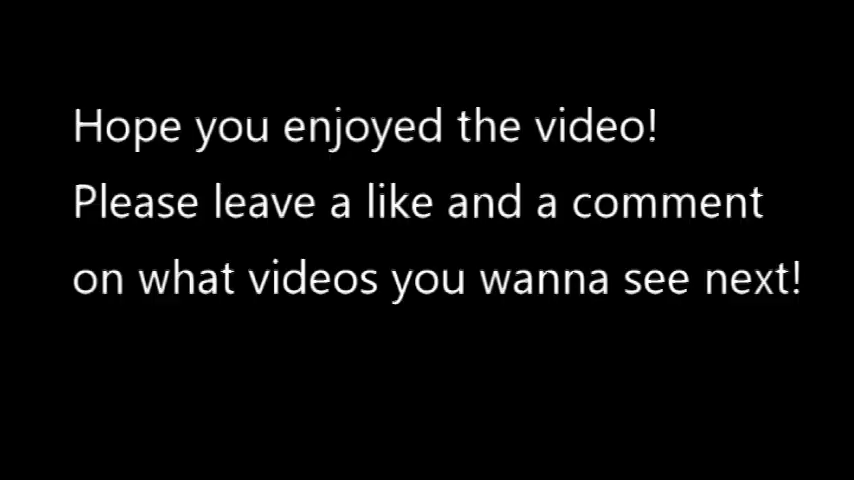 Hope you enjoyed the video!
Please leave a like and a comment
on what videos you wanna see next!